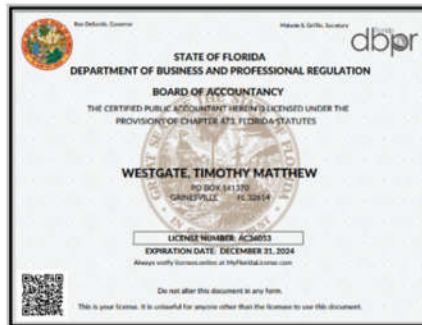 Ron DeSantis, Governor
Melanie S. Griffin, Secretary
Florida
dbpr
STATE OF FLORIDA
DEPARTMENT OF BUSINESS AND PROFESSIONAL REGULATION
BOARD OF ACCOUNTANCY
THE CERTIFIED PUBLIC ACCOUNTANT HEREIN IS LICENSED UNDER THE
PROVISIONS OF CHAPTER 473, FLORIDA STATUTES
WESTGATE, TIMOTHY MATTHEW
PO BOX 141370
GAINESVILLE FL 32614
LICENSE NUMBER: AC36053
EXPIRATION DATE: DECEMBER 31, 2024
Always verify licenses online at MyFloridaLicense.com
Do not alter this document in any form.
This is your license. It is unlawful for anyone other than the licensee to use this document.